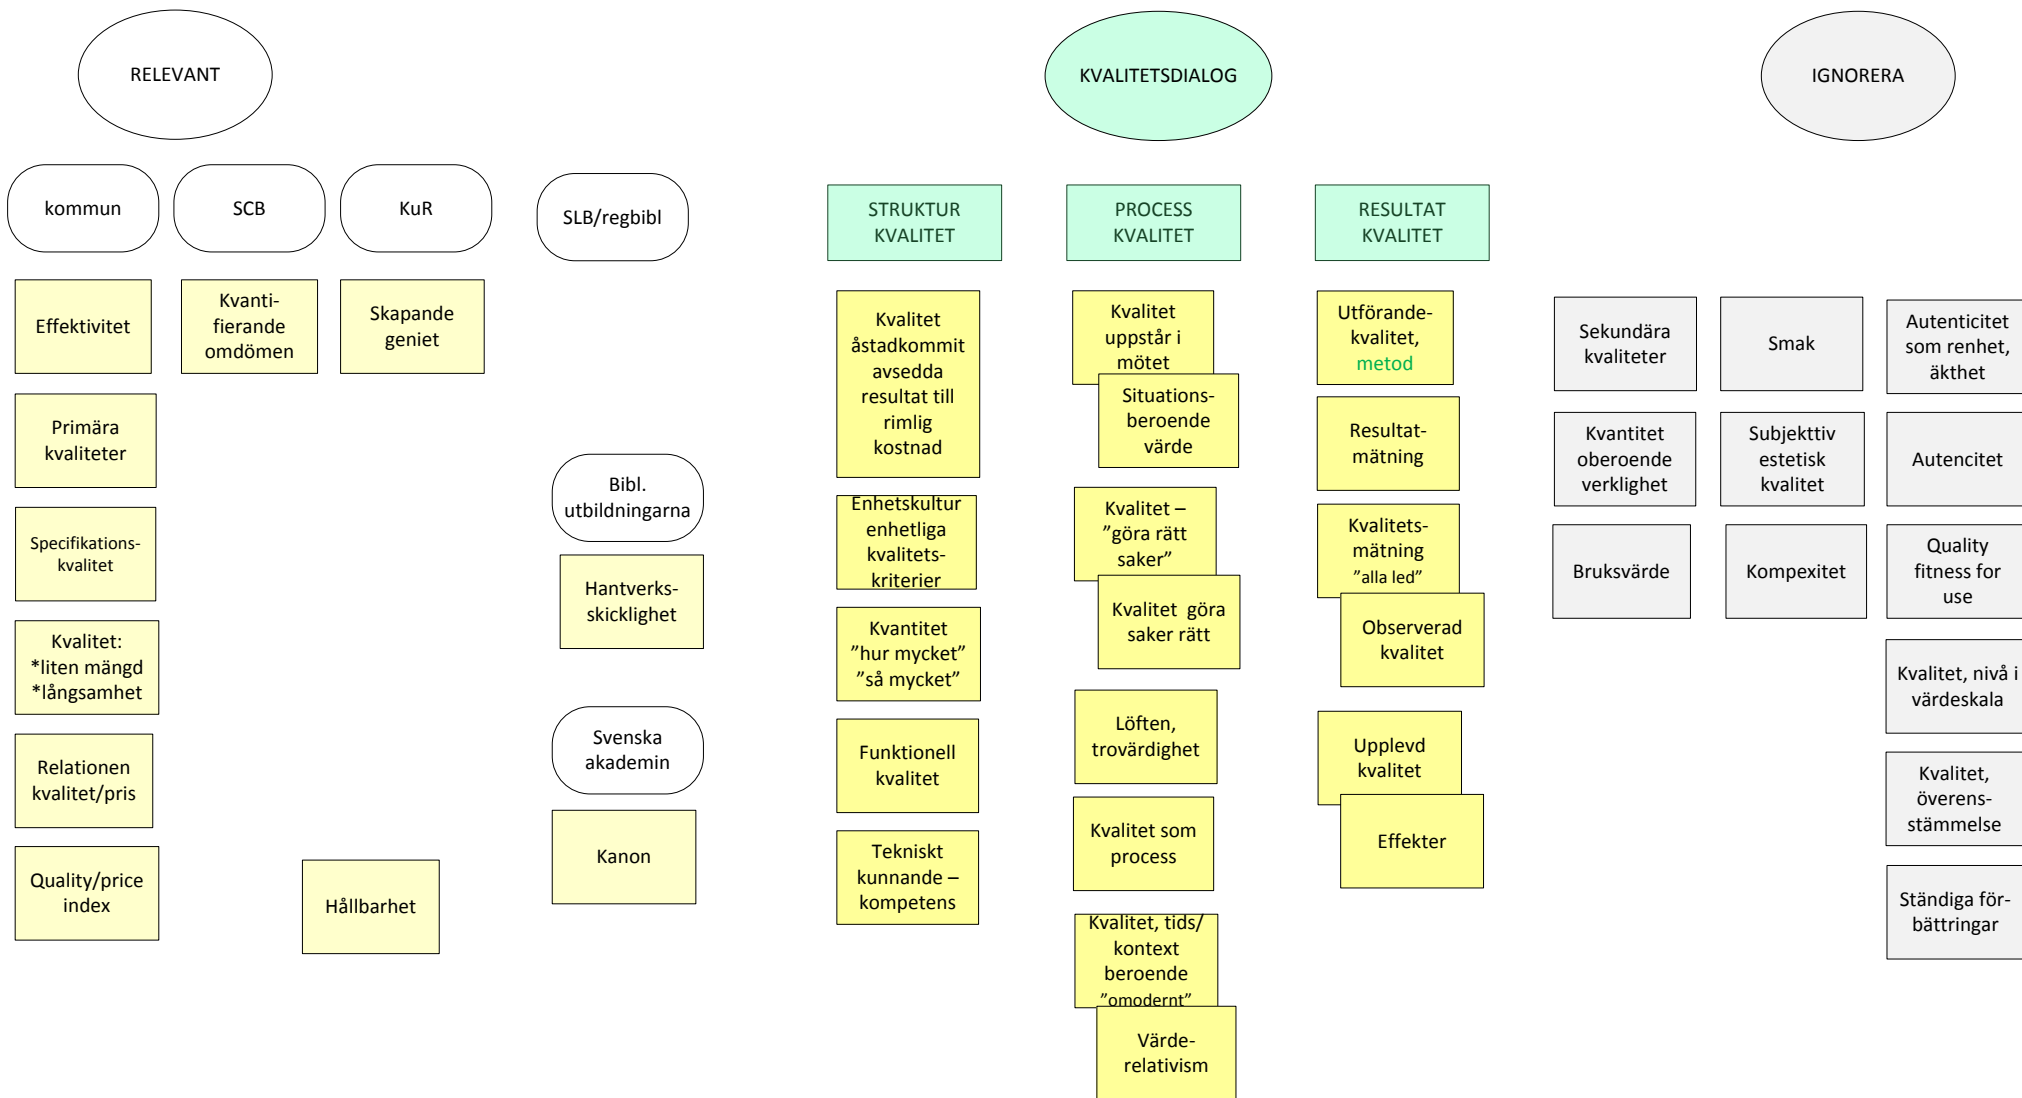 RELEVANT
KVALITETSDIALOG
IGNORERA
kommun
SCB
KuR
SLB/regbibl
STRUKTUR
KVALITET
PROCESS
KVALITET
RESULTAT
KVALITET
Effektivitet
Primära
kvaliteter
Specifikations-
kvalitet
Kvalitet:
*liten mängd
*långsamhet
Relationen
kvalitet/pris
Quality/price
index
Kvanti-
fierande
omdömen
Skapande
geniet
Hållbarhet
Bibl.
utbildningarna
Hantverks-
skicklighet
Svenska
akademin
Kanon
Kvalitet
åstadkommit
avsedda
resultat till
rimlig
kostnad
Enhetskultur
enhetliga
kvalitets-
kriterier
Kvantitet
”hur mycket”
”så mycket”
Funktionell
kvalitet
Tekniskt
kunnande –
kompetens
Kvalitet
uppstår i
mötet
Situations-
beroende
värde
Kvalitet –
”göra rätt
saker”
Kvalitet göra
saker rätt
Löften,
trovärdighet
Kvalitet som
process
Kvalitet, tids/
kontext
beroende
”omodernt”
Värde-
relativism
Utförande-
kvalitet,
metod
Resultat-
mätning
Kvalitets-
mätning
”alla led”
Observerad
kvalitet
Upplevd
kvalitet
Effekter
Sekundära
kvaliteter
Kvantitet
oberoende
verklighet
Bruksvärde
Smak
Subjekttiv
estetisk
kvalitet
Kompexitet
Autenticitet
som renhet,
äkthet
Autencitet
Quality
fitness for
use
Kvalitet, nivå i
värdeskala
Kvalitet,
överens-
stämmelse
Ständiga för-
bättringar